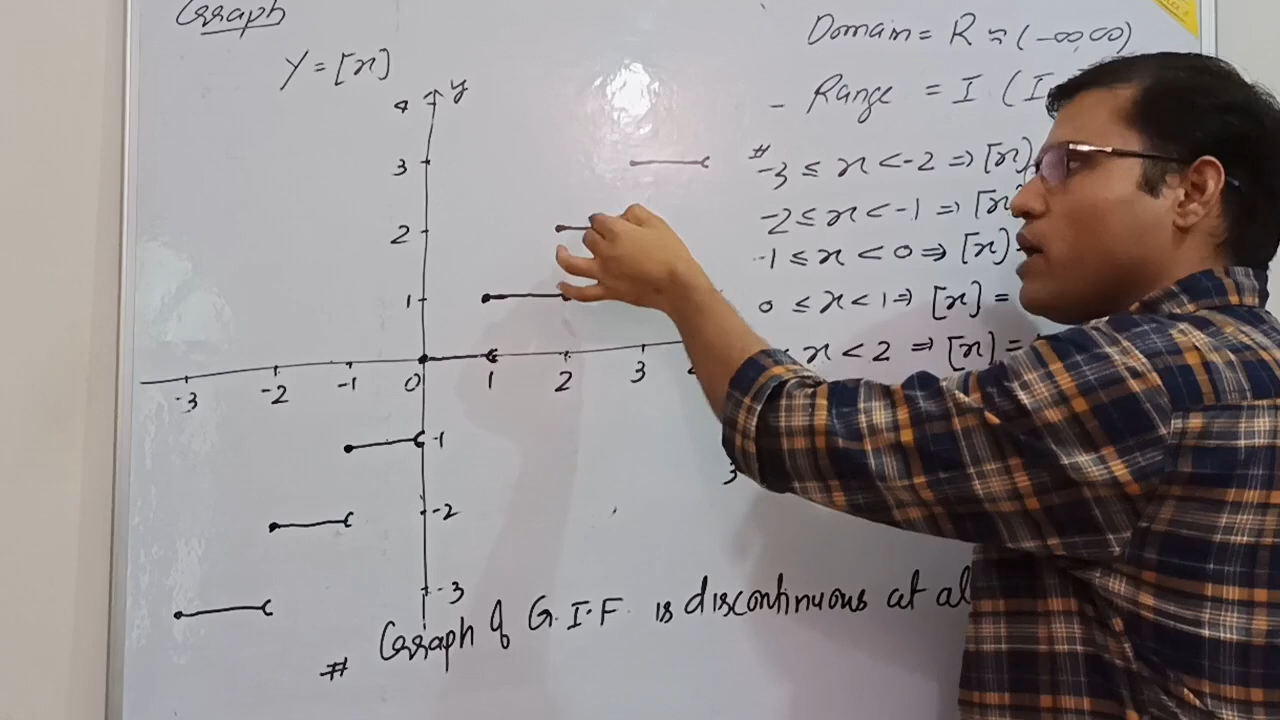 Graph
Y = [x]
Domain = R ≈ (-∞,∞)
- Range = I (I
# -3 ≤ x < -2 ⇒ [x]
-2 ≤ x < -1 ⇒ [x]
-1 ≤ x < 0 ⇒ [x]
0 ≤ x < 1 ⇒ [x] =
x < 2 ⇒ [x] =
y
4
3
2
1
-3 -2 -1 0 1 2 3
-1
-2
-3
3
# Graph of G.I.F. is discontinuous at al